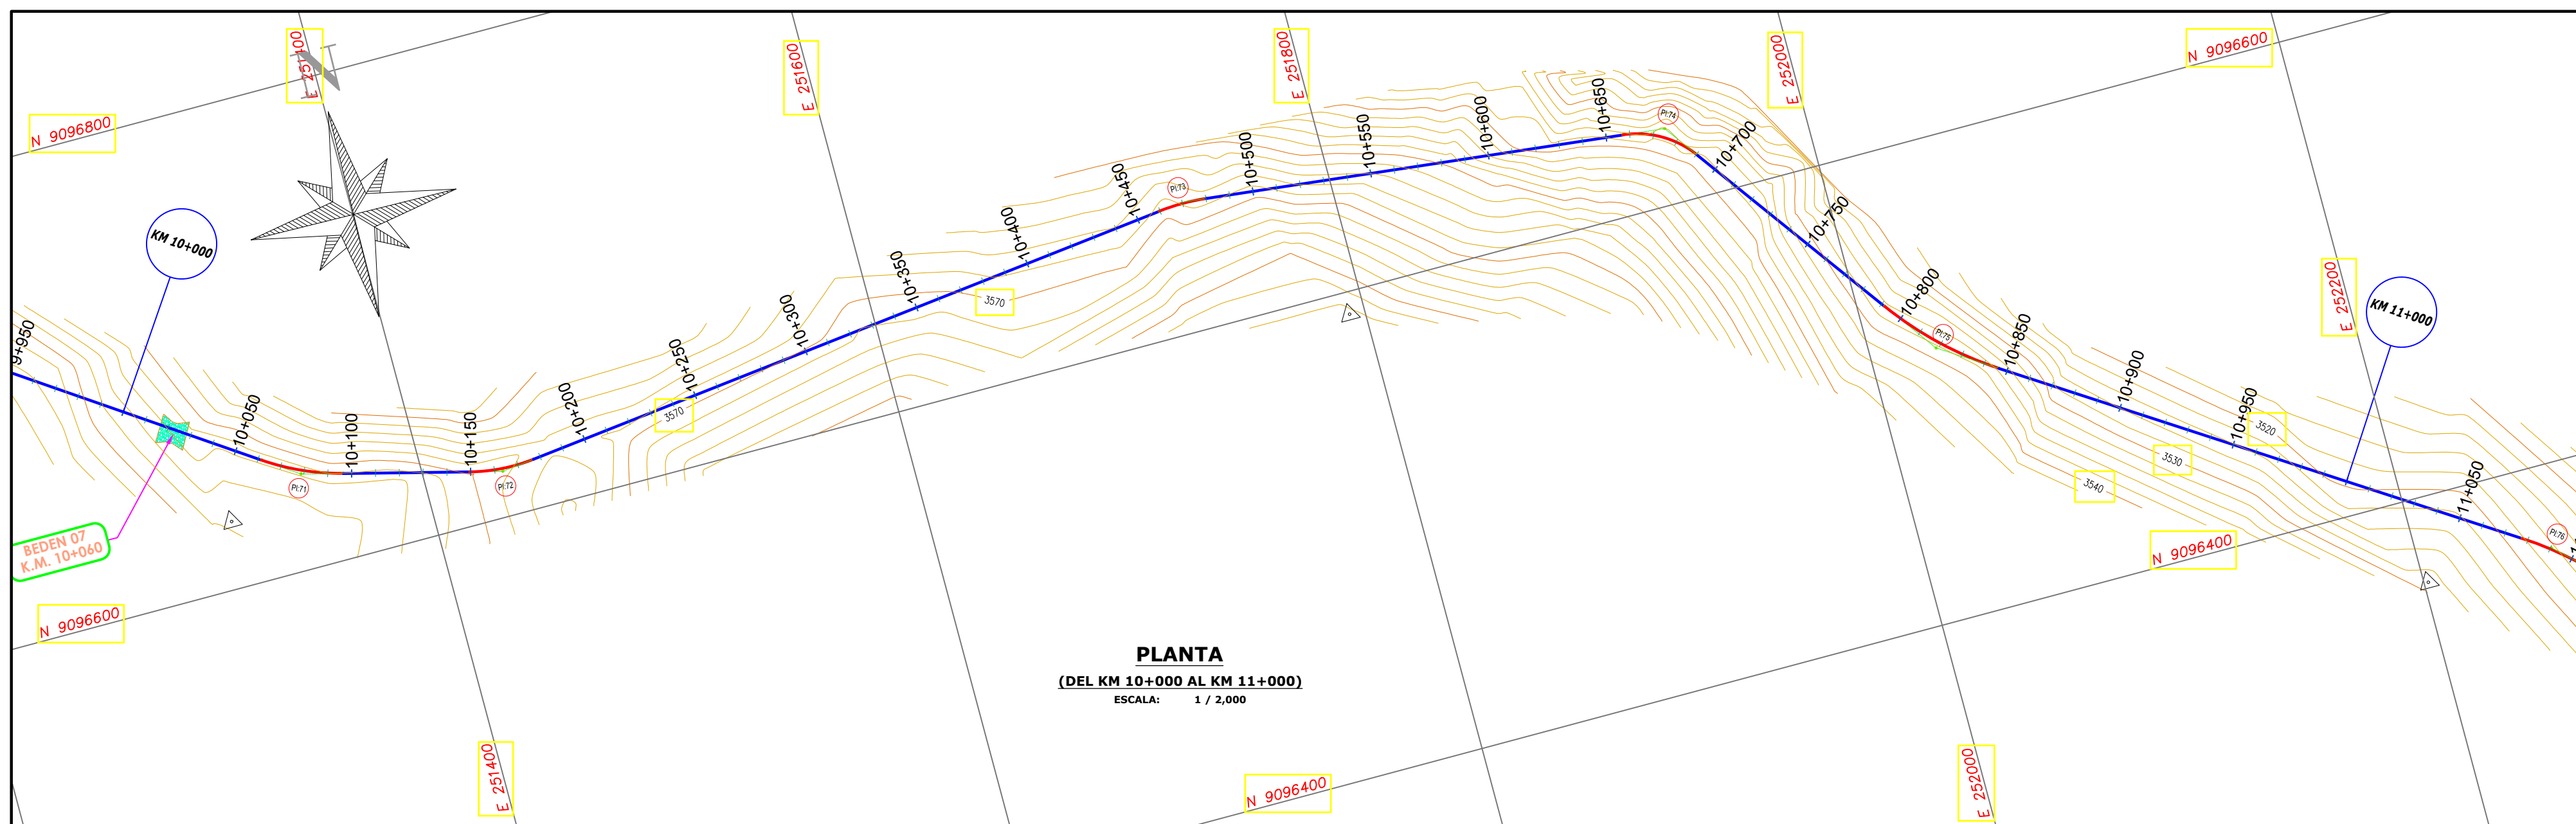 E 251400
E 251600
E 251800
E 252000
N 9096600
N 9096800
N
KM 10+000
KM 11+000
E 252200
9+950
10+050
10+100
10+150
10+200
10+250
10+300
10+350
10+400
10+450
10+500
10+550
10+600
10+650
10+700
10+750
10+800
10+850
10+900
10+950
11+050
PI:71
PI:72
PI:73
PI:74
PI:75
PI:76
3570
3570
3520
3530
3540
BEDEN 07
K.M. 10+060
N 9096600
N 9096400
PLANTA
(DEL KM 10+000 AL KM 11+000)
ESCALA: 1 / 2,000
E 251400
N 9096400
E 252000